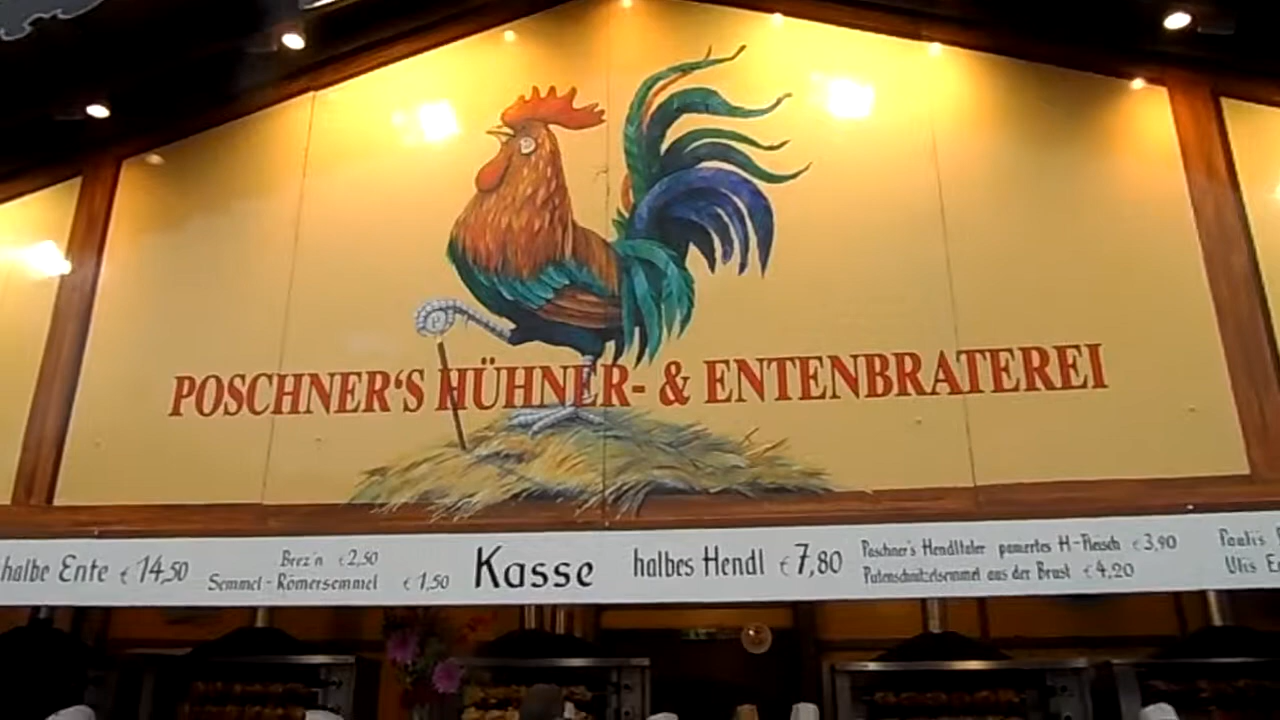 POSCHNER'S HÜHNER- & ENTENBRATEREI
halbe Ente € 14,50
Brez'n € 2,50
Semmel - Römersemmel € 1,50
Kasse
halbes Hendl € 7,80
Poschner's Hendltaler paniertes H-Fleisch € 3,90
Putenschnitzelsemmel aus der Brust € 4,20